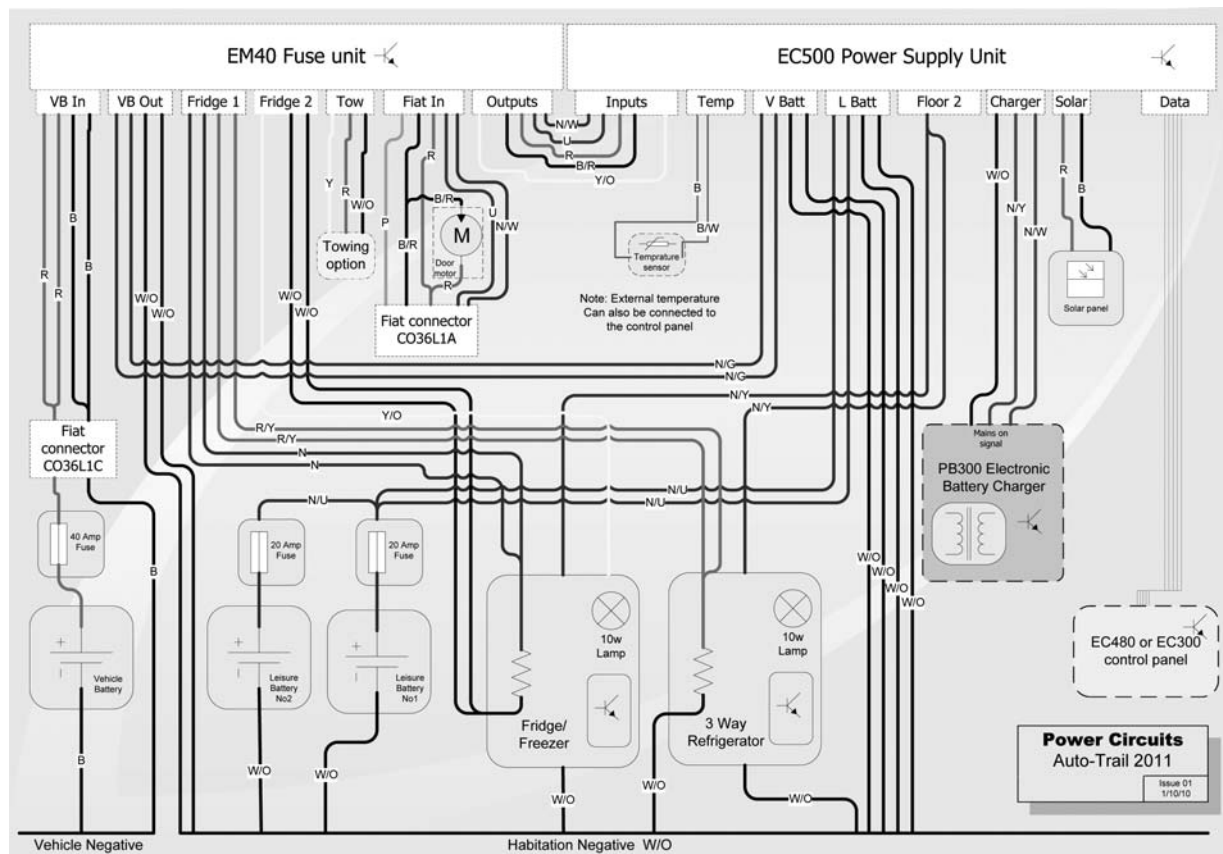 EM40 Fuse unit
EC500 Power Supply Unit
VB In
VB Out
Fridge 1
Fridge 2
Tow
Fiat In
Outputs
Inputs
Temp
V Batt
L Batt
Floor 2
Charger
Solar
Data
N/W
U
R
B/R
Y/O
Y
R
W/O
P
R
B/R
B/R
U
N/W
B
B/W
W/O
N/Y
N/W
R
B
B
B
R
R
W/O
W/O
W/O
W/O
Towing
option
M
Door
motor
R
Temprature
sensor
Solar panel
Fiat connector
CO36L1A
Note: External temperature
Can also be connected to
the control panel
N/G
N/G
N/Y
N/Y
Y/O
R/Y
R/Y
N
N
N/U
N/U
N/U
Fiat
connector
CO36L1C
Mains on
signal
PB300 Electronic
Battery Charger
40 Amp
Fuse
20 Amp
Fuse
20 Amp
Fuse
B
W/O
W/O
W/O
W/O
+
-
Vehicle
Battery
+
-
Leisure
Battery
No2
+
-
Leisure
Battery
No1
10w
Lamp
Fridge/
Freezer
10w
Lamp
3 Way
Refrigerator
EC480 or EC300
control panel
B
W/O
W/O
W/O
W/O
W/O
Power Circuits
Auto-Trail 2011
Issue 01
1/10/10
Vehicle Negative
Habitation Negative W/O